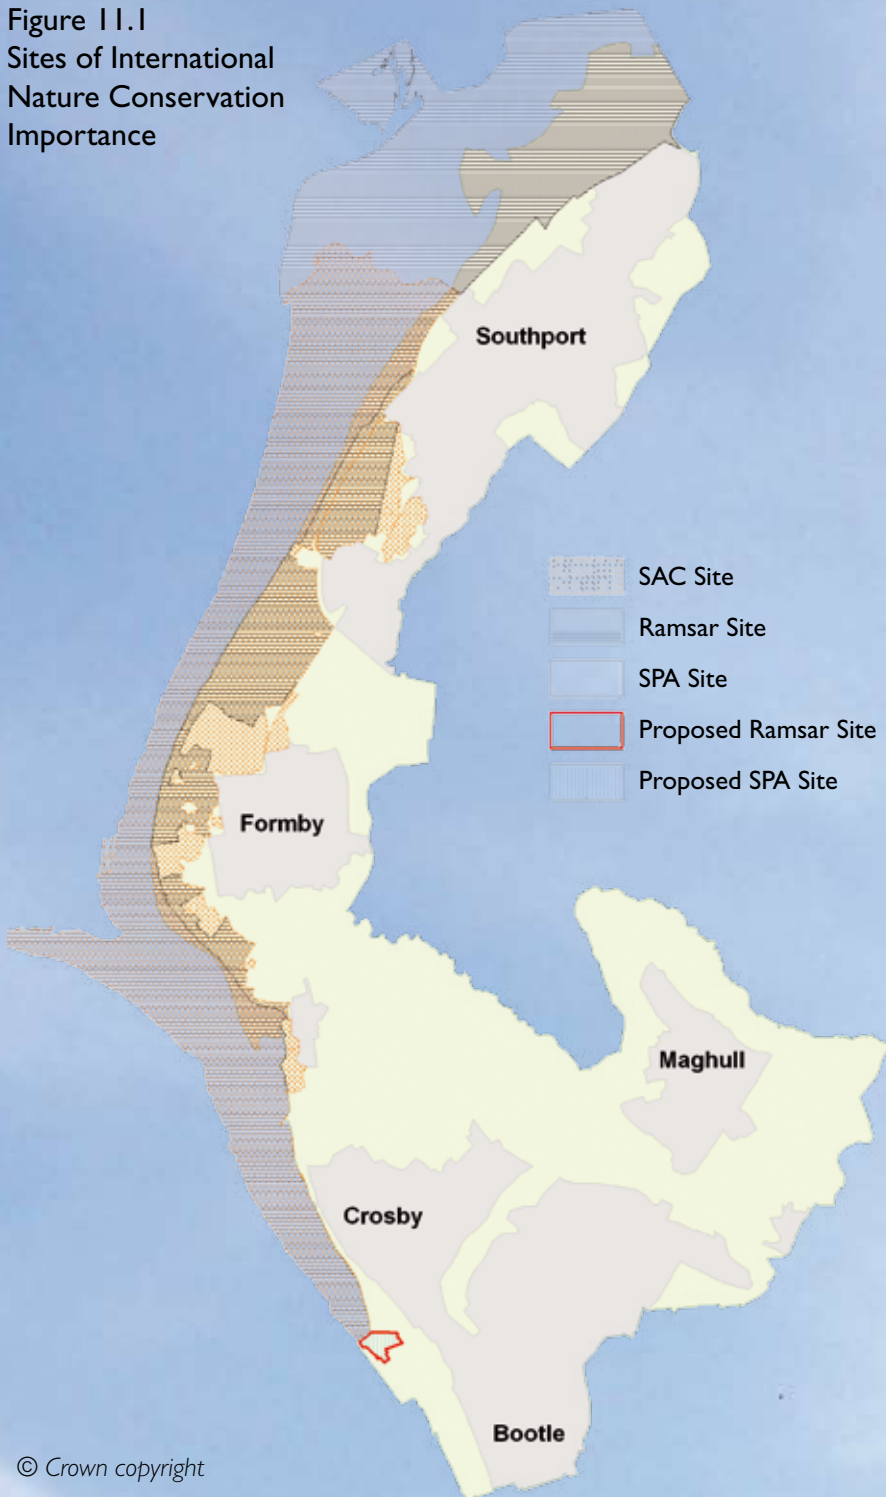 Figure 11.1
Sites of International
Nature Conservation
Importance
Southport
SAC Site
Ramsar Site
SPA Site
Proposed Ramsar Site
Proposed SPA Site
Formby
Maghull
Crosby
Bootle
© Crown copyright